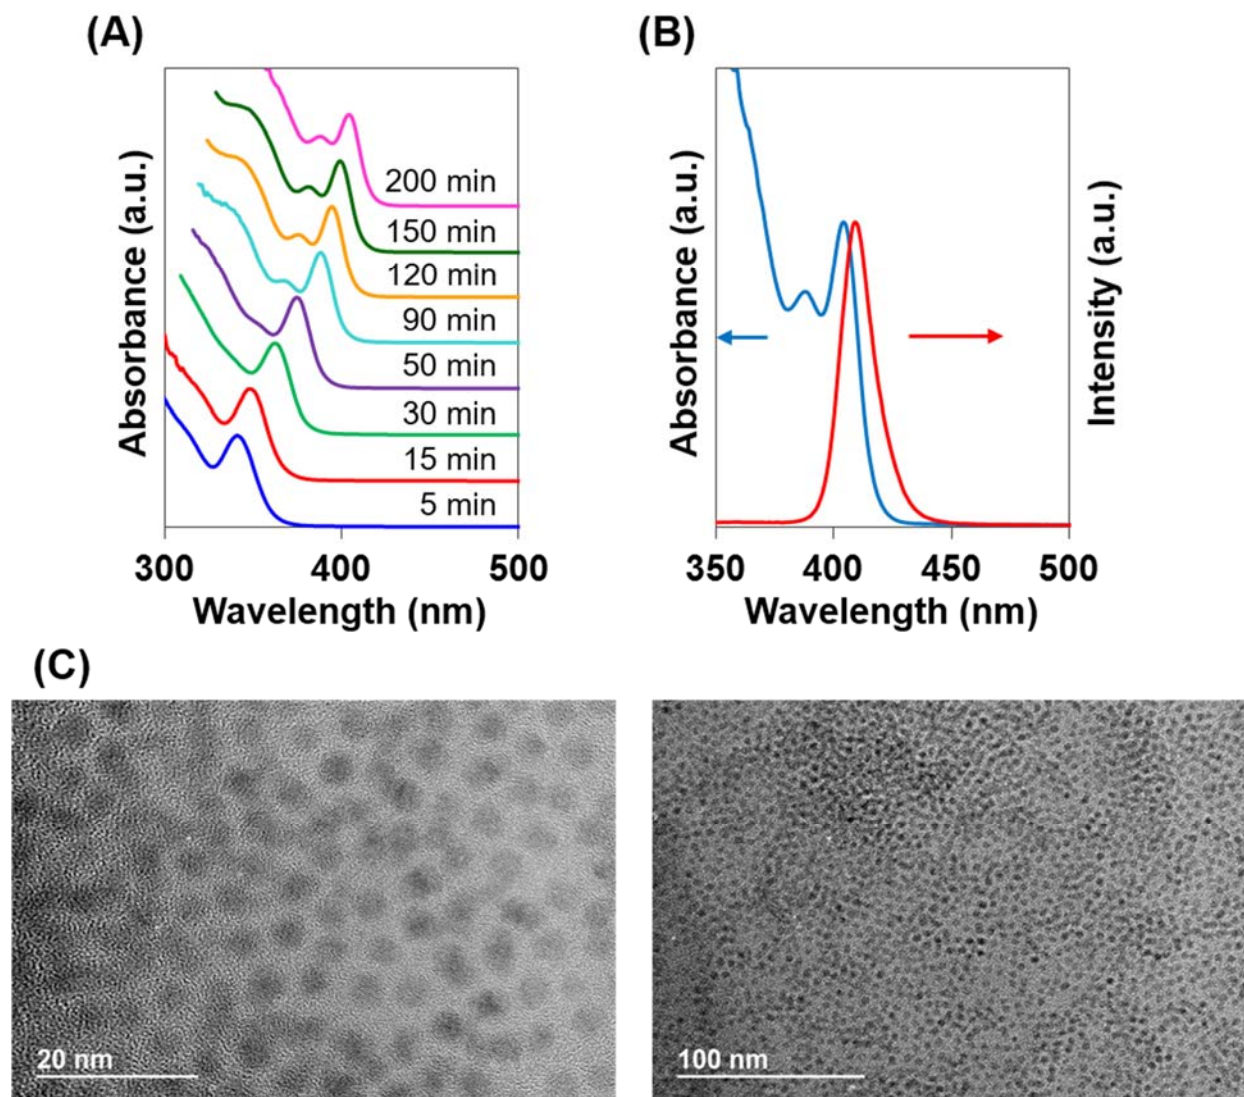 (A)
Absorbance (a.u.)
200 min
150 min
120 min
90 min
50 min
30 min
15 min
5 min
300 400 500
Wavelength (nm)
(B)
Absorbance (a.u.)
Intensity (a.u.)
350 400 450 500
Wavelength (nm)
(C)
20 nm
100 nm